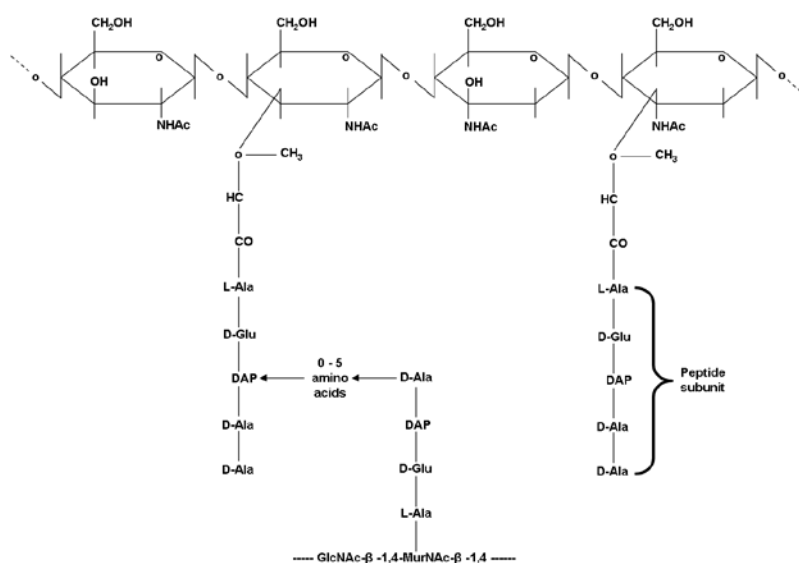 CH₂OH CH₂OH CH₂OH CH₂OH
o o o o
o o o o o
OH OH
NHAc NHAc NHAc NHAc
o CH₃ o CH₃
HC HC
CO CO
L-Ala L-Ala
D-Glu D-Glu
0 - 5
amino
acids
DAP D-Ala DAP
Peptide
subunit
D-Ala DAP D-Ala
D-Ala D-Glu D-Ala
L-Ala
----- GlcNAc-β -1,4-MurNAc-β -1,4 ------